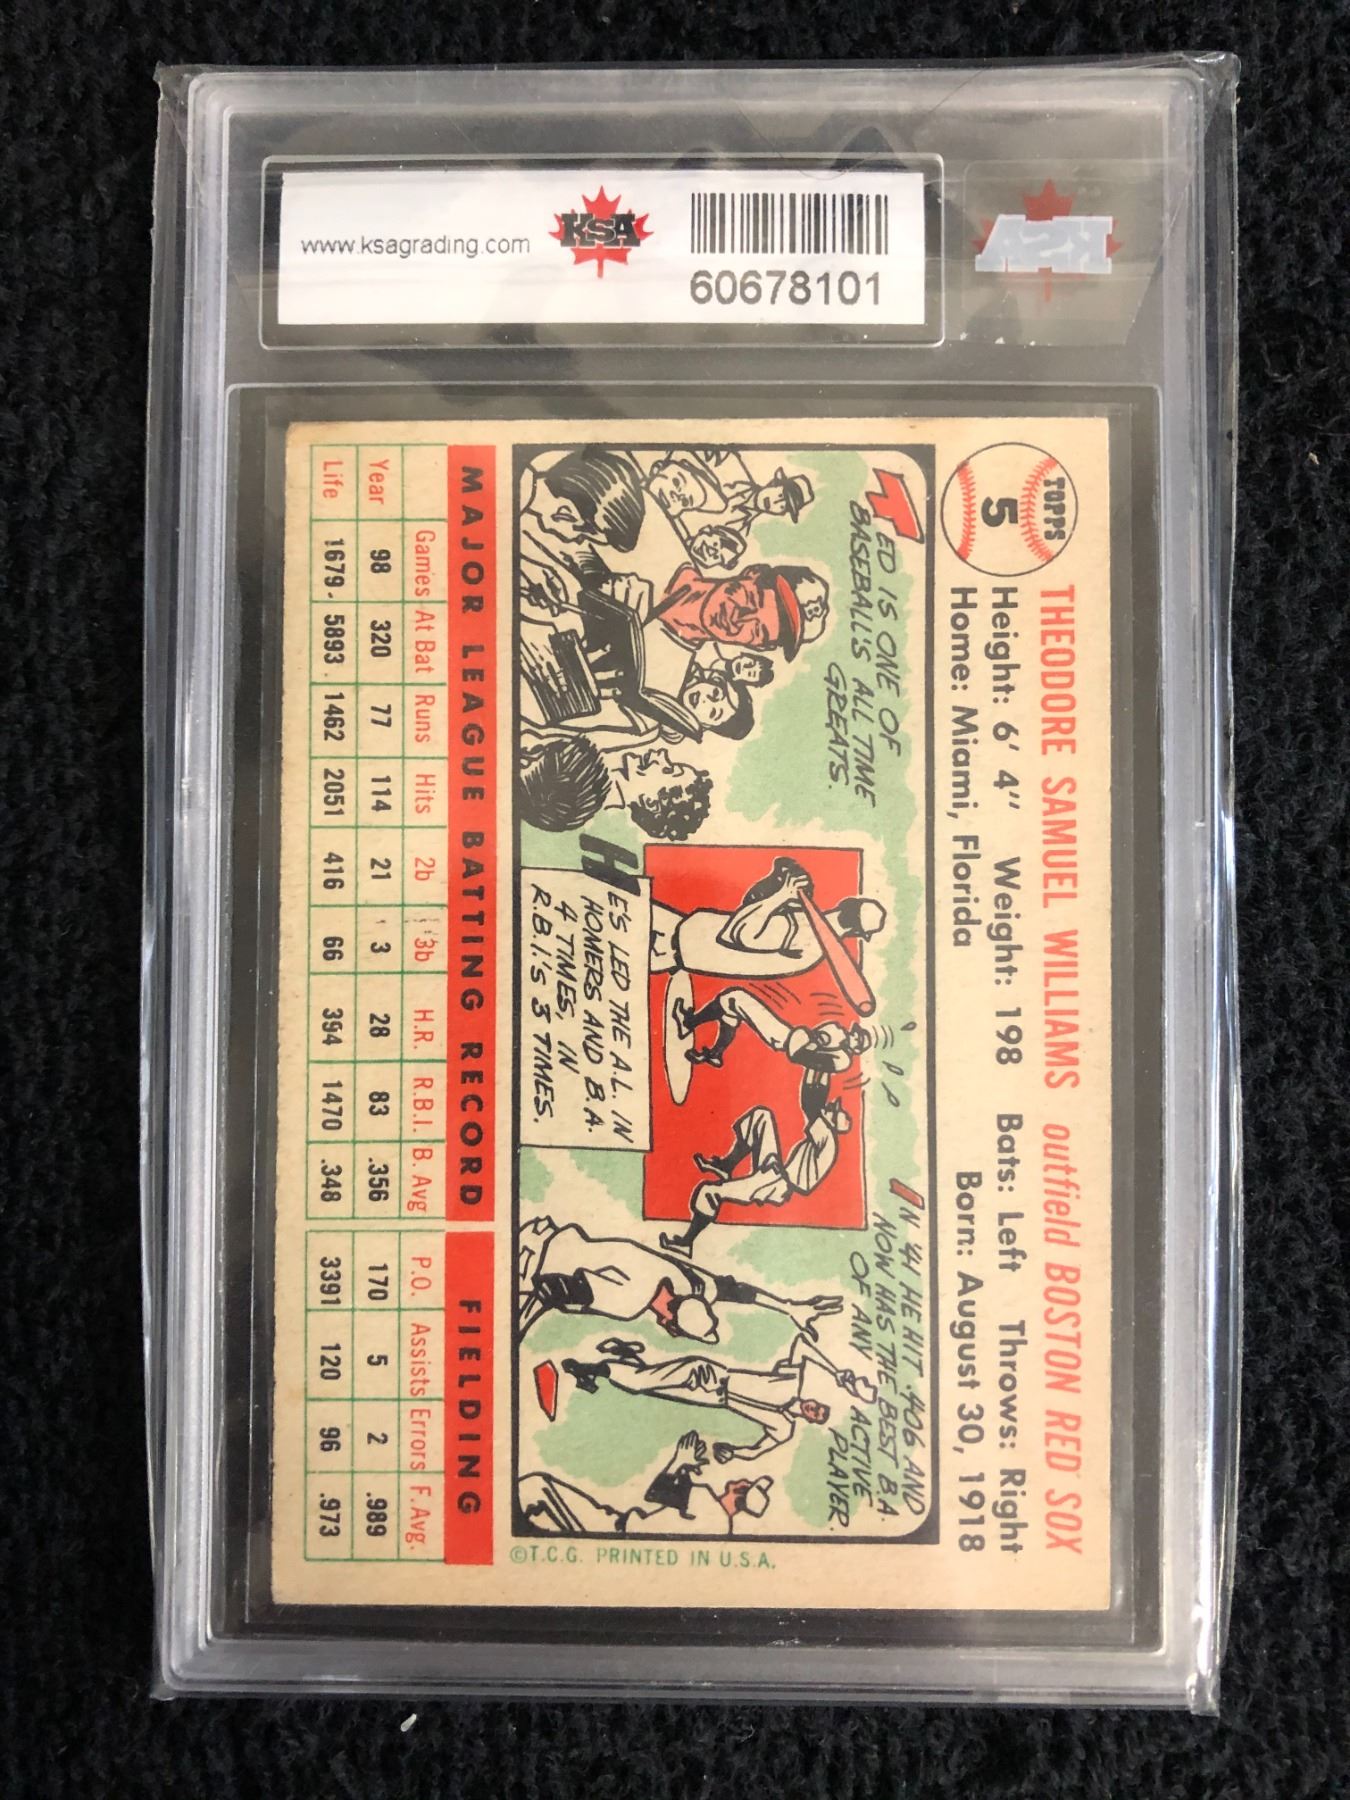 www.ksagrading.com
KSA
60678101
KSA
TOPPS
5
THEODORE SAMUEL WILLIAMS outfield BOSTON RED SOX
Height: 6' 4" Weight: 198 Bats: Left Throws: Right
Home: Miami, Florida Born: August 30, 1918
TED IS ONE OF
BASEBALL'S ALL TIME
GREATS.
HE'S LED THE A.L. IN
HOMERS AND B.A.
4 TIMES, IN
R.B.I.'S 3 TIMES.
IN '41 HE HIT .406 AND
NOW HAS THE BEST B.A.
OF ANY ACTIVE
PLAYER.
©T.C.G. PRINTED IN U.S.A.
MAJOR LEAGUE BATTING RECORD FIELDING
Games At Bat Runs Hits 2b 3b H.R. R.B.I. B. Avg P.O. Assists Errors F. Avg.
Year 98 320 77 114 21 3 28 83 .356 170 5 2 .989
Life 1679 5893 1462 2051 416 66 394 1470 .348 3391 120 96 .973